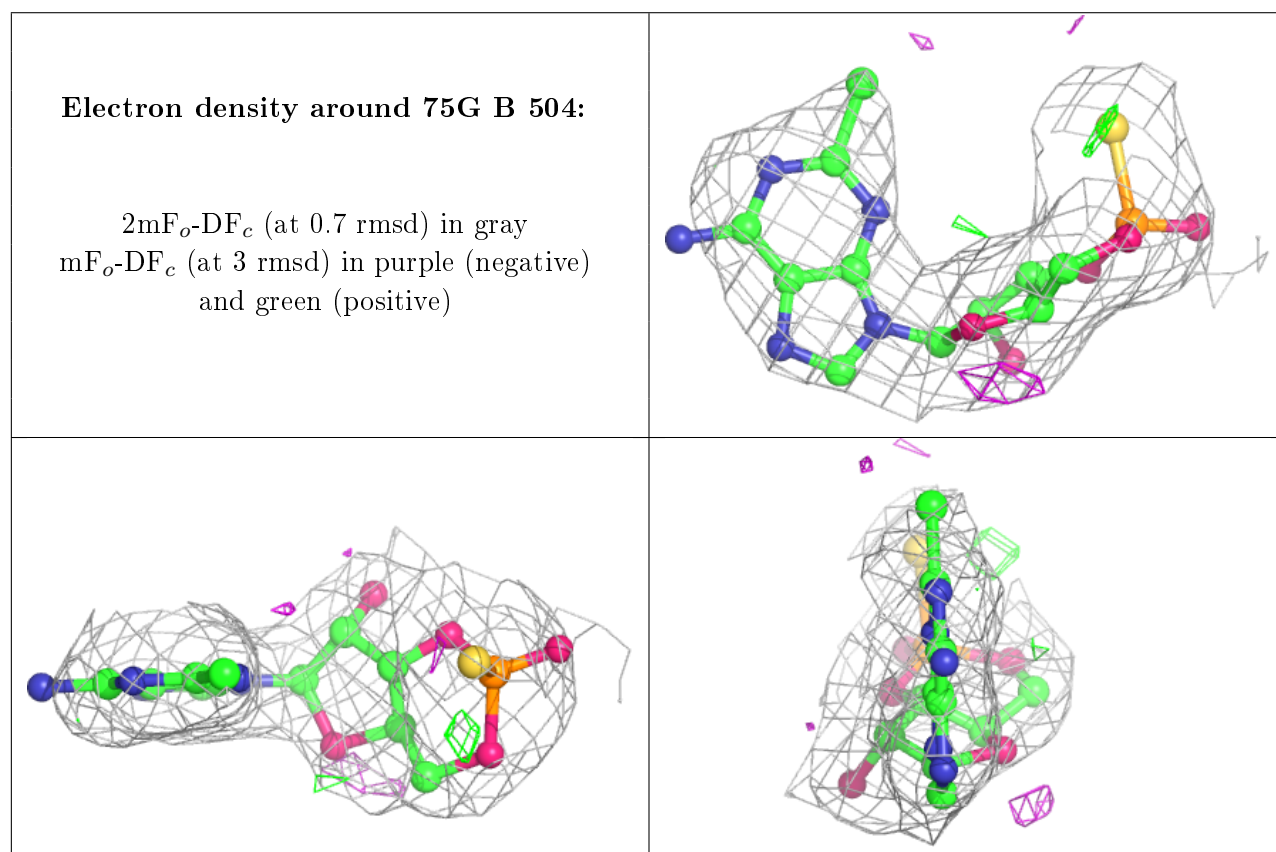 Electron density around 75G B 504:
2mFₒ-DF𝑐 (at 0.7 rmsd) in gray
mFₒ-DF𝑐 (at 3 rmsd) in purple (negative)
and green (positive)